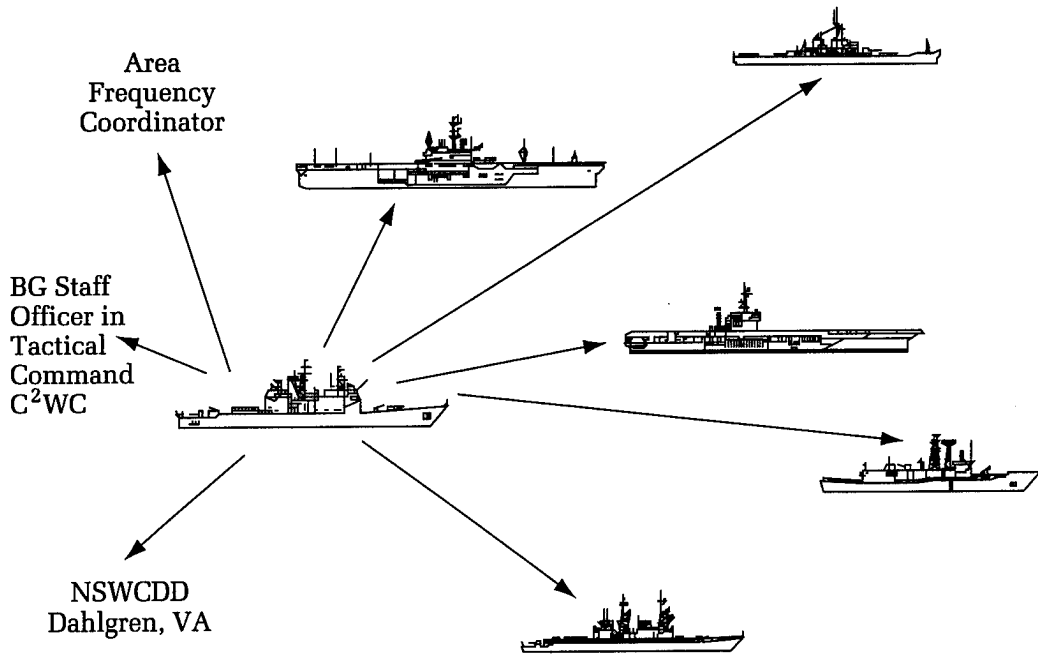 Area
Frequency
Coordinator
BG Staff
Officer in
Tactical
Command
C²WC
NSWCDD
Dahlgren, VA